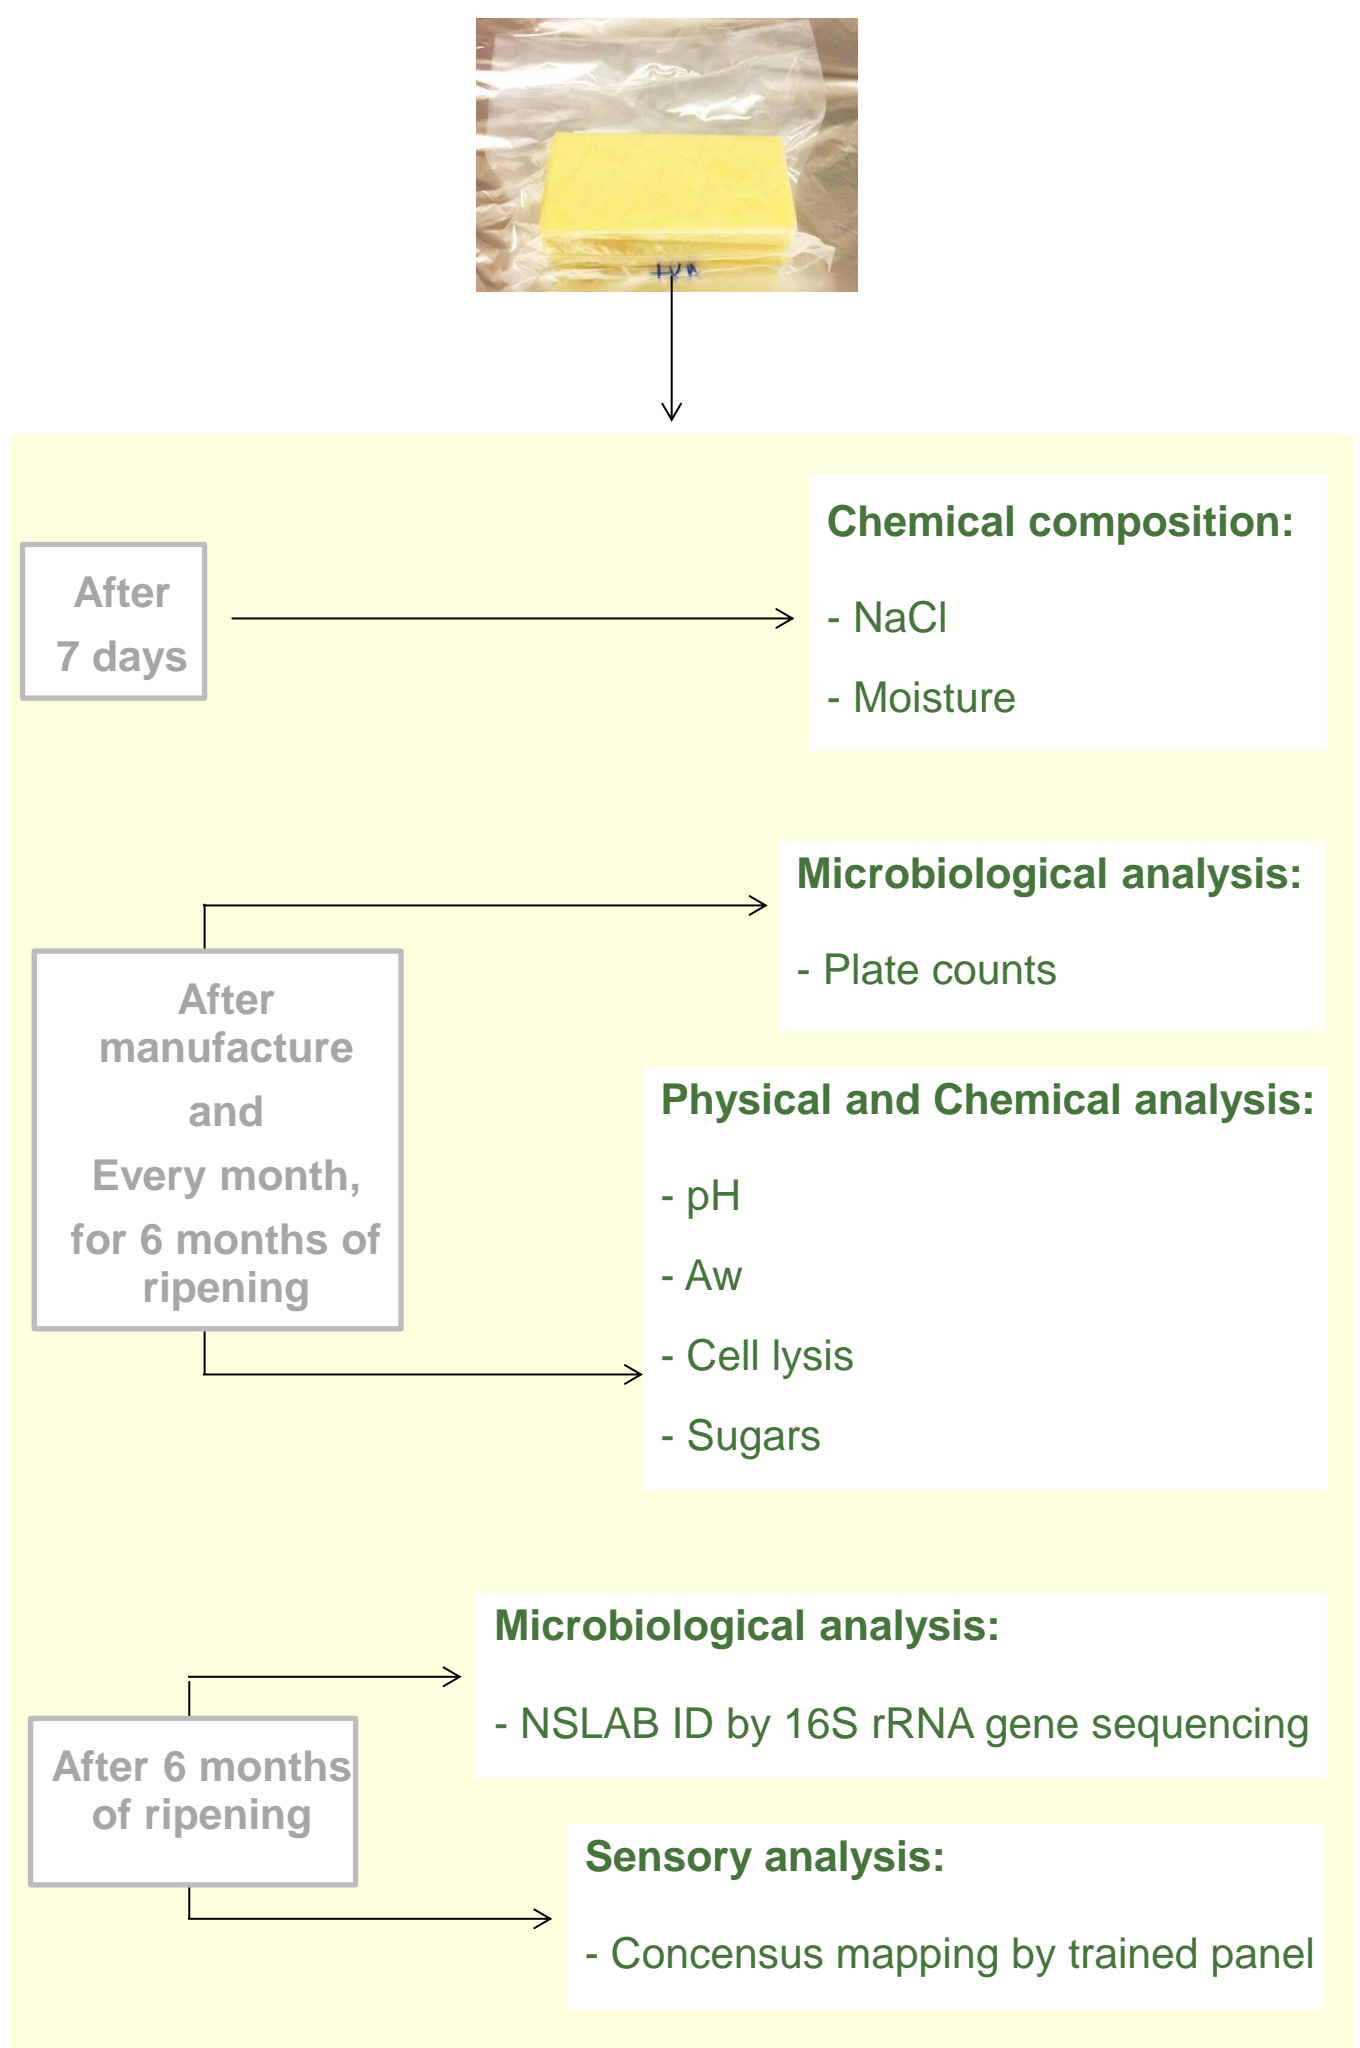 After
7 days
Chemical composition:
- NaCl
- Moisture
After
manufacture
and
Every month,
for 6 months of
ripening
Microbiological analysis:
- Plate counts
Physical and Chemical analysis:
- pH
- Aw
- Cell lysis
- Sugars
After 6 months
of ripening
Microbiological analysis:
- NSLAB ID by 16S rRNA gene sequencing
Sensory analysis:
- Concensus mapping by trained panel